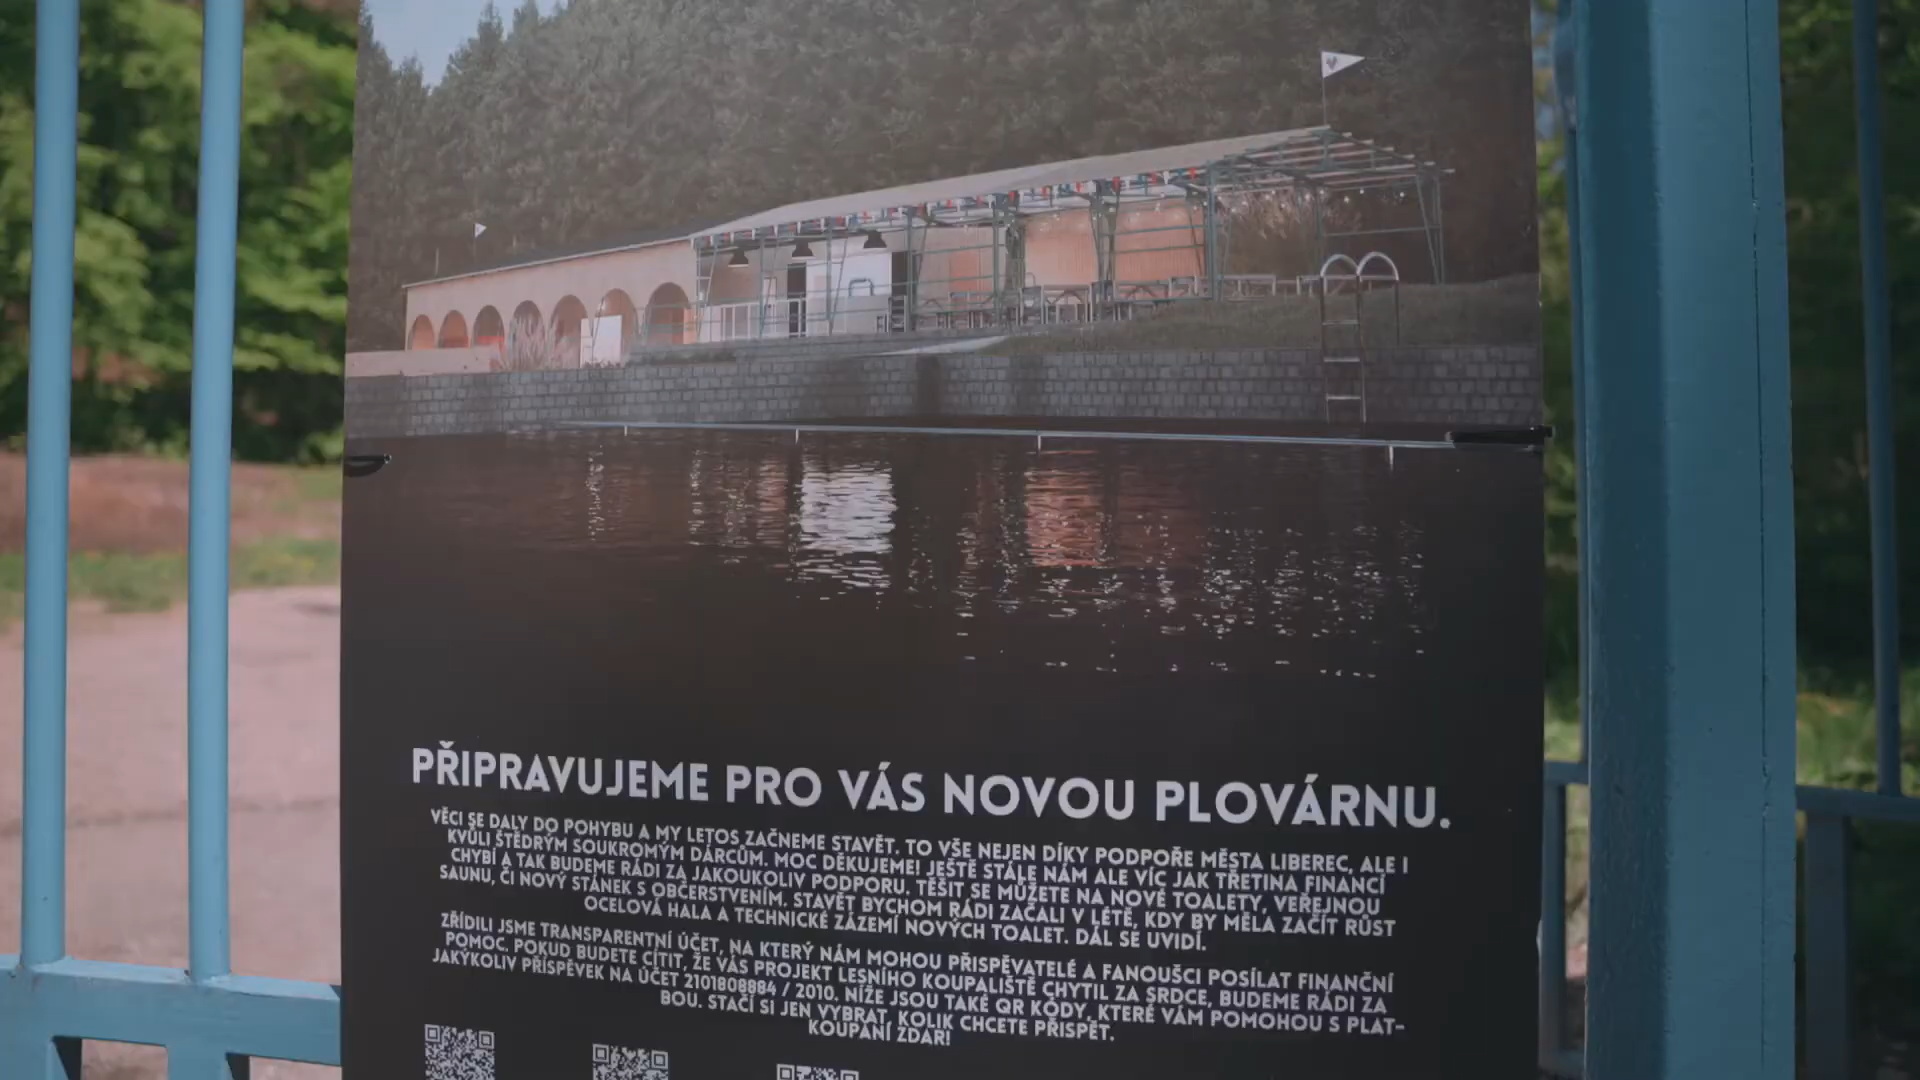 PŘIPRAVUJEME PRO VÁS NOVOU PLOVÁRNU.
VĚCI SE DALY DO POHYBU A MY LETOS ZAČNEME STAVĚT. TO VŠE NEJEN DÍKY PODPOŘE MĚSTA LIBEREC, ALE I
KVŮLI ŠTĚDRÝM SOUKROMÝM DÁRCŮM. MOC DĚKUJEME! JEŠTĚ STÁLE NÁM ALE VÍC JAK TŘETINA FINANCÍ
CHYBÍ A TAK BUDEME RÁDI ZA JAKOUKOLIV PODPORU. TĚŠIT SE MŮŽETE NA NOVÉ TOALETY, VEŘEJNOU
SAUNU, ČI NOVÝ STÁNEK S OBČERSTVENÍM. STAVĚT BYCHOM RÁDI ZAČALI V LÉTĚ, KDY BY MĚLA ZAČÍT RŮST
OCELOVÁ HALA A TECHNICKÉ ZÁZEMÍ NOVÝCH TOALET. DÁL SE UVIDÍ.
ZŘÍDILI JSME TRANSPARENTNÍ ÚČET, NA KTERÝ NÁM MOHOU PŘISPĚVATELÉ A FANOUŠCI POSÍLAT FINANČNÍ
POMOC. POKUD BUDETE CÍTIT, ŽE VÁS PROJEKT LESNÍHO KOUPALIŠTĚ CHYTIL ZA SRDCE, BUDEME RÁDI ZA
JAKÝKOLIV PŘÍSPĚVEK NA ÚČET 2101808884 / 2010. NÍŽE JSOU TAKÉ QR KÓDY, KTERÉ VÁM POMOHOU S PLAT-
BOU. STAČÍ SI JEN VYBRAT, KOLIK CHCETE PŘISPĚT.
KOUPÁNÍ ZDAR!